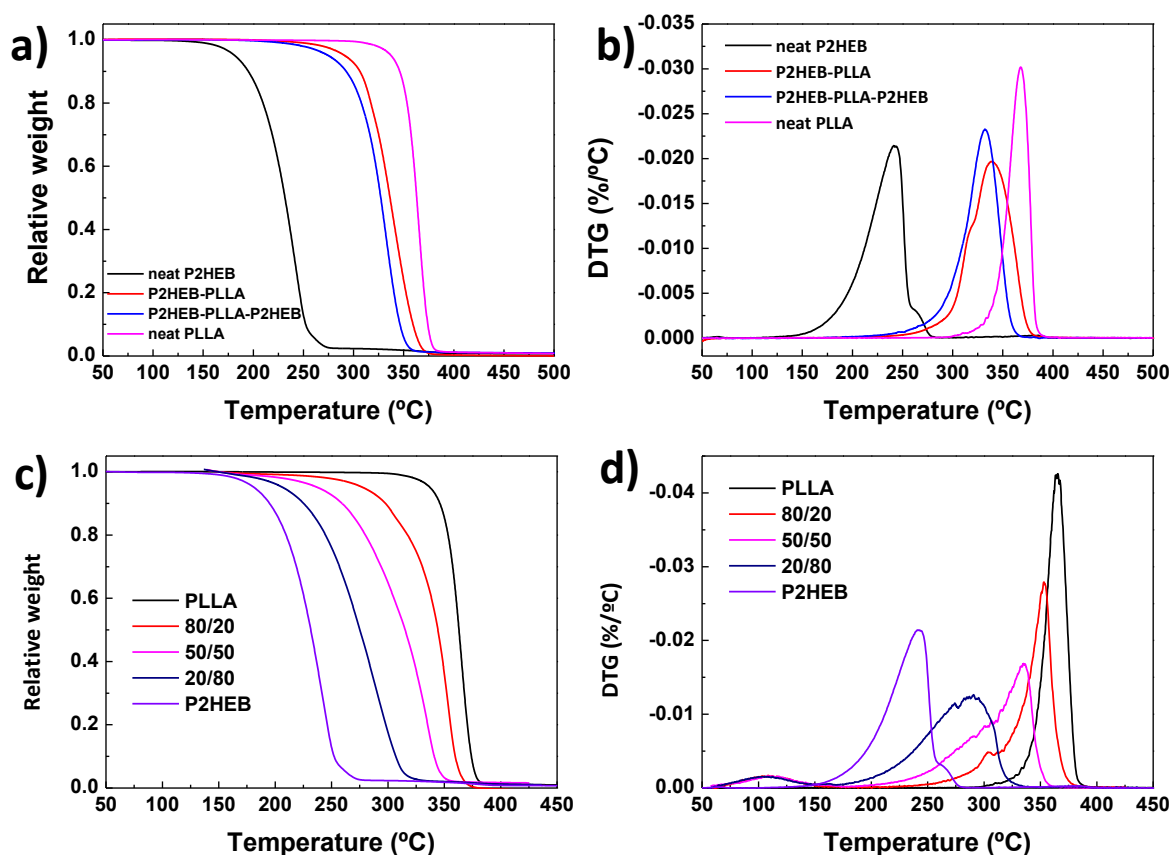 a)
1.0
0.8
0.6
0.4
0.2
0.0
Relative weight
neat P2HEB
P2HEB-PLLA
P2HEB-PLLA-P2HEB
neat PLLA
50 100 150 200 250 300 350 400 450 500
Temperature (ºC)
b)
-0.035
-0.030
-0.025
-0.020
-0.015
-0.010
-0.005
0.000
DTG (%/ºC)
neat P2HEB
P2HEB-PLLA
P2HEB-PLLA-P2HEB
neat PLLA
50 100 150 200 250 300 350 400 450 500
Temperature (ºC)
c)
1.0
0.8
0.6
0.4
0.2
0.0
Relative weight
PLLA
80/20
50/50
20/80
P2HEB
50 100 150 200 250 300 350 400 450
Temperature (ºC)
d)
-0.04
-0.03
-0.02
-0.01
0.00
DTG (%/ºC)
PLLA
80/20
50/50
20/80
P2HEB
50 100 150 200 250 300 350 400 450
Temperature (ºC)